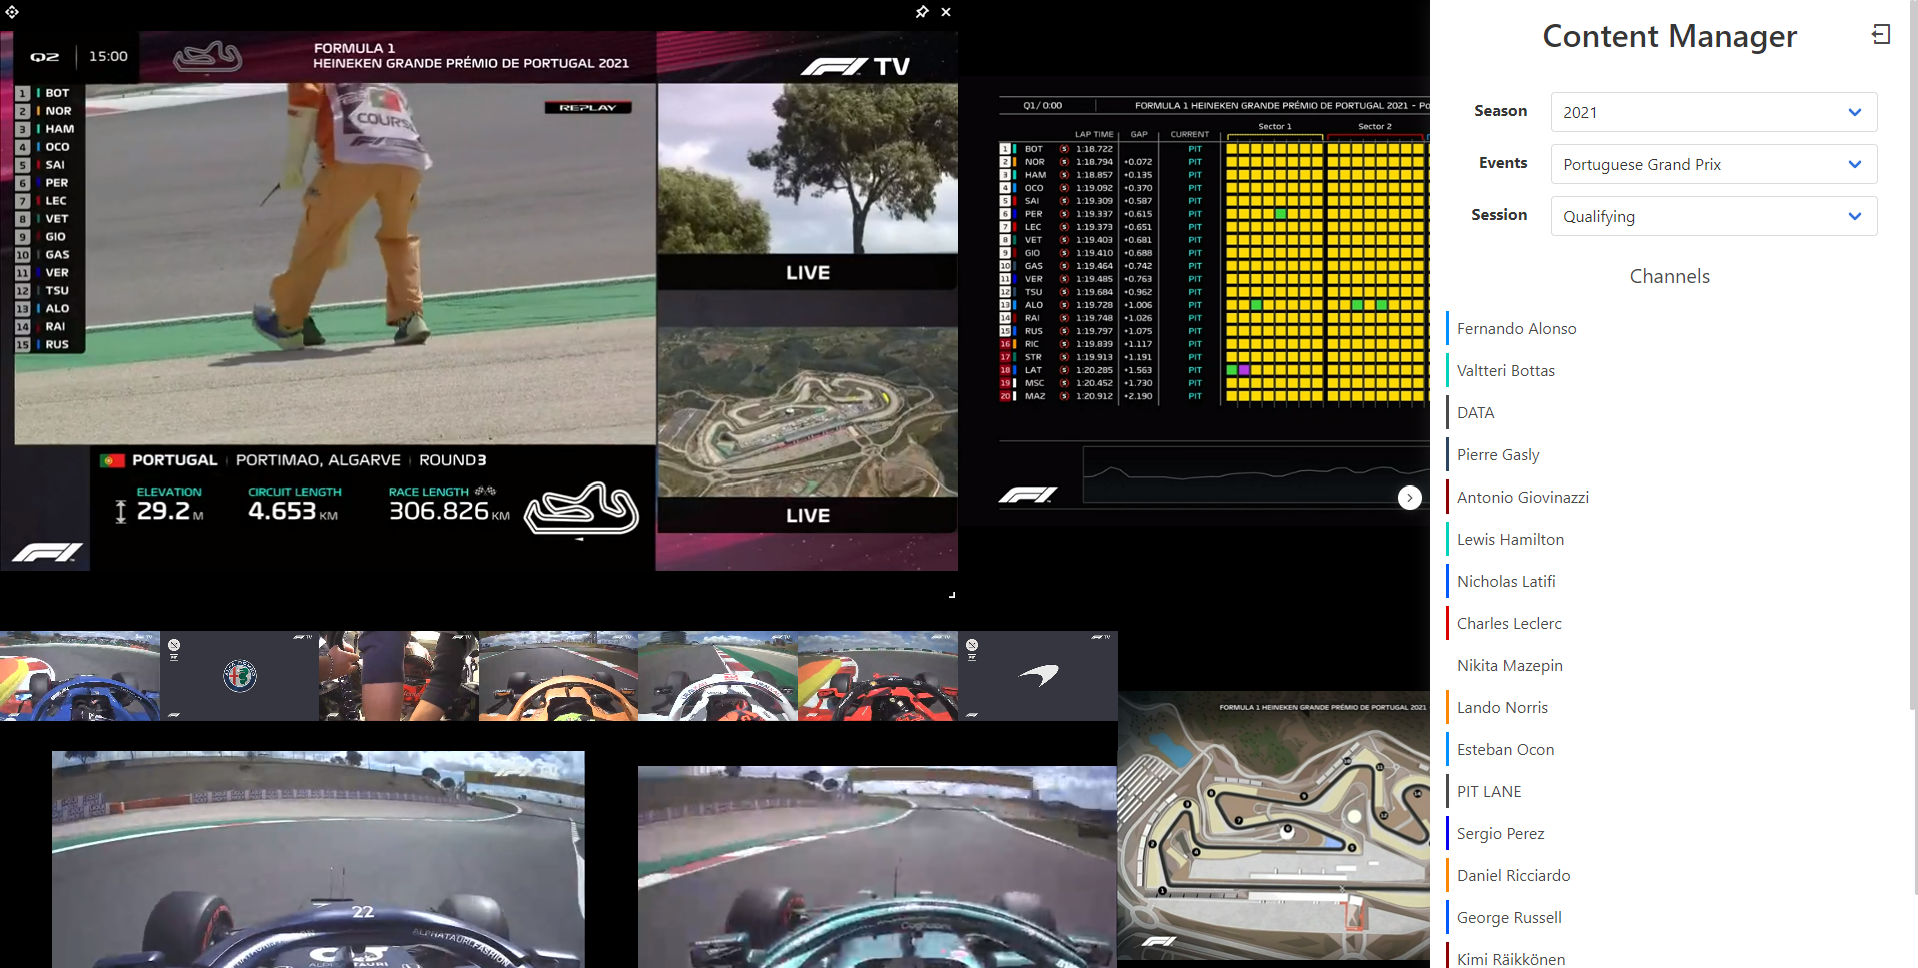 Q2
15:00
FORMULA 1
HEINEKEN GRANDE PRÉMIO DE PORTUGAL 2021
F1 TV
1 BOT
2 NOR
3 HAM
4 OCO
5 SAI
6 PER
7 LEC
8 VET
9 GIO
10 GAS
11 VER
12 TSU
13 ALO
14 RAI
15 RUS
REPLAY
COURSE
LIVE
LIVE
PORTUGAL PORTIMAO, ALGARVE ROUND 3
ELEVATION
29.2 M
CIRCUIT LENGTH
4.653 KM
RACE LENGTH
306.826 KM
F1
Q1/ 0:00 FORMULA 1 HEINEKEN GRANDE PRÉMIO DE PORTUGAL 2021 - Po
Sector 1 Sector 2
LAP TIME GAP CURRENT
1 BOT S 1:18.722 PIT
2 NOR S 1:18.794 +0.072 PIT
3 HAM S 1:18.857 +0.135 PIT
4 OCO S 1:19.092 +0.370 PIT
5 SAI S 1:19.309 +0.587 PIT
6 PER S 1:19.337 +0.615 PIT
7 LEC S 1:19.373 +0.651 PIT
8 VET S 1:19.403 +0.681 PIT
9 GIO S 1:19.410 +0.688 PIT
10 GAS S 1:19.464 +0.742 PIT
11 VER S 1:19.485 +0.763 PIT
12 TSU S 1:19.684 +0.962 PIT
13 ALO S 1:19.728 +1.006 PIT
14 RAI S 1:19.748 +1.026 PIT
15 RUS S 1:19.797 +1.075 PIT
16 RIC S 1:19.839 +1.117 PIT
17 STR S 1:19.913 +1.191 PIT
18 LAT S 1:20.285 +1.563 PIT
19 MSC S 1:20.452 +1.730 PIT
20 MAZ S 1:20.912 +2.190 PIT
F1
FORMULA 1 HEINEKEN GRANDE PRÉMIO DE PORTUGAL 2021 -
22
ALPHATAURI.FASHION
F1
Content Manager
Season 2021
Events Portuguese Grand Prix
Session Qualifying
Channels
Fernando Alonso
Valtteri Bottas
DATA
Pierre Gasly
Antonio Giovinazzi
Lewis Hamilton
Nicholas Latifi
Charles Leclerc
Nikita Mazepin
Lando Norris
Esteban Ocon
PIT LANE
Sergio Perez
Daniel Ricciardo
George Russell
Kimi Räikkönen